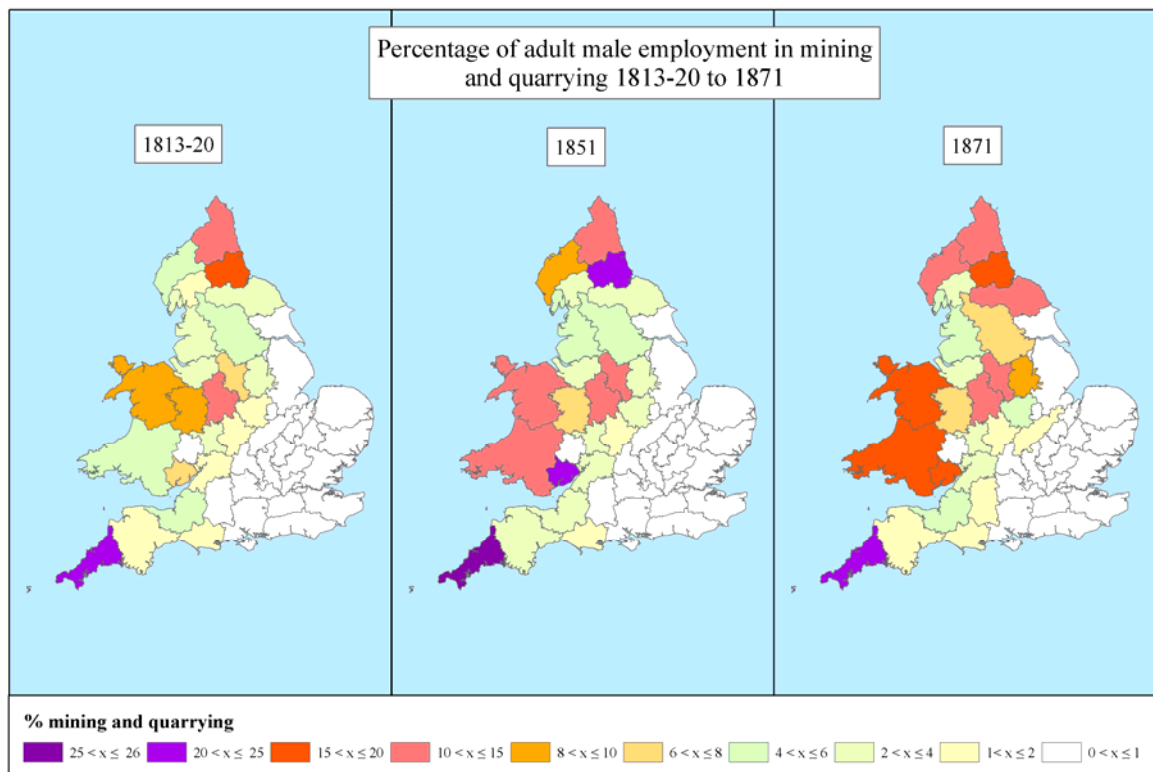 Percentage of adult male employment in mining
and quarrying 1813-20 to 1871
1813-20
1851
1871
% mining and quarrying
25 < x ≤ 26
20 < x ≤ 25
15 < x ≤ 20
10 < x ≤ 15
8 < x ≤ 10
6 < x ≤ 8
4 < x ≤ 6
2 < x ≤ 4
1< x ≤ 2
0 < x ≤ 1